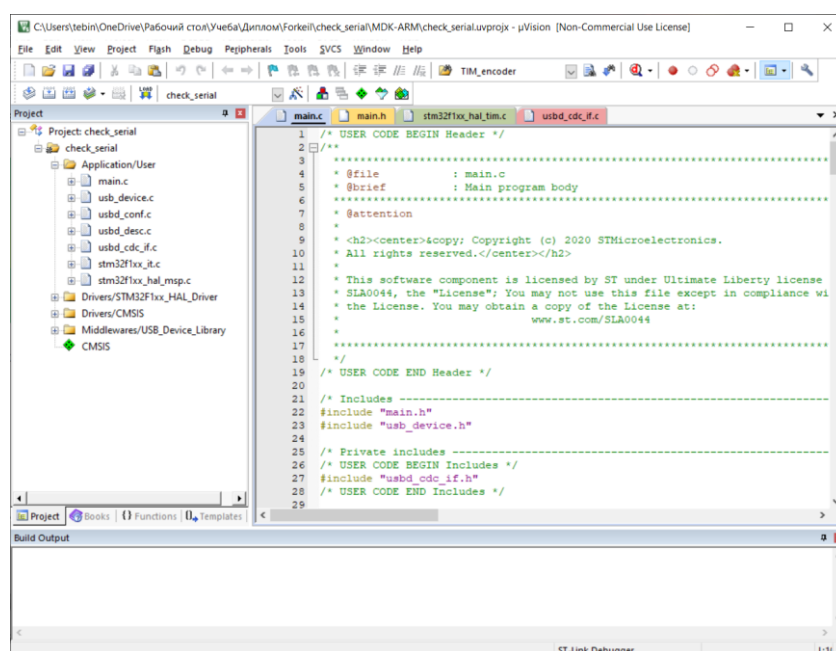 C:\Users\tebin\OneDrive\Рабочий стол\Учеба\Диплом\Forkeil\check_serial\MDK-ARM\check_serial.uvprojx - µVision [Non-Commercial Use License]
File Edit View Project Flash Debug Peripherals Tools SVCS Window Help
TIM_encoder
LOAD check_serial
Project
Project: check_serial
check_serial
Application/User
main.c
usb_device.c
usbd_conf.c
usbd_desc.c
usbd_cdc_if.c
stm32f1xx_it.c
stm32f1xx_hal_msp.c
Drivers/STM32F1xx_HAL_Driver
Drivers/CMSIS
Middlewares/USB_Device_Library
CMSIS
Project Books {} Functions Templates
main.c main.h stm32f1xx_hal_tim.c usbd_cdc_if.c
1 /* USER CODE BEGIN Header */
2 /**
3 ******************************************************************************
4 * @file : main.c
5 * @brief : Main program body
6 ******************************************************************************
7 * @attention
8 *
9 * <h2><center>&copy; Copyright (c) 2020 STMicroelectronics.
10 * All rights reserved.</center></h2>
11 *
12 * This software component is licensed by ST under Ultimate Liberty license
13 * SLA0044, the "License"; You may not use this file except in compliance wi
14 * the License. You may obtain a copy of the License at:
15 * www.st.com/SLA0044
16 *
17 ******************************************************************************
18 */
19 /* USER CODE END Header */
20
21 /* Includes ------------------------------------------------------------------
22 #include "main.h"
23 #include "usb_device.h"
24
25 /* Private includes ----------------------------------------------------------
26 /* USER CODE BEGIN Includes */
27 #include "usbd_cdc_if.h"
28 /* USER CODE END Includes */
29
Build Output
ST-Link Debugger